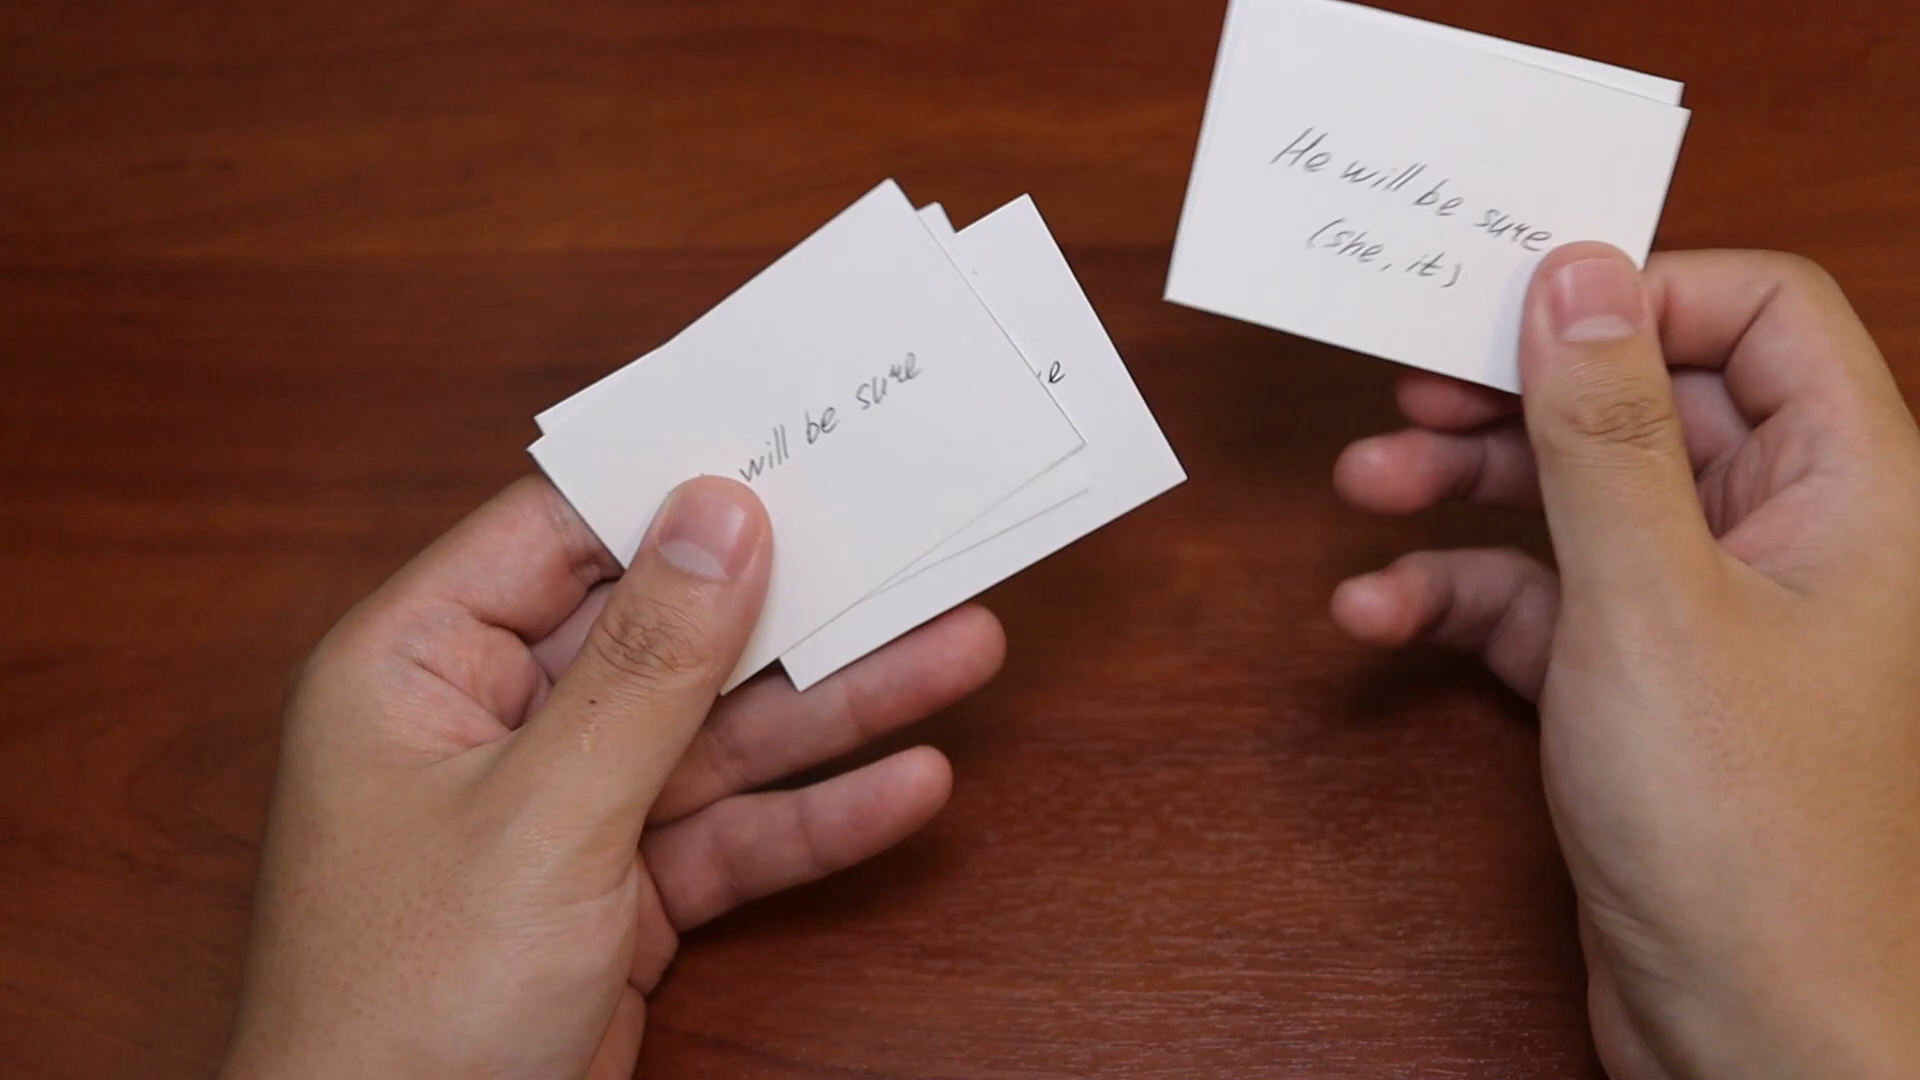 will be sure
e
He will be sure
(she, it)